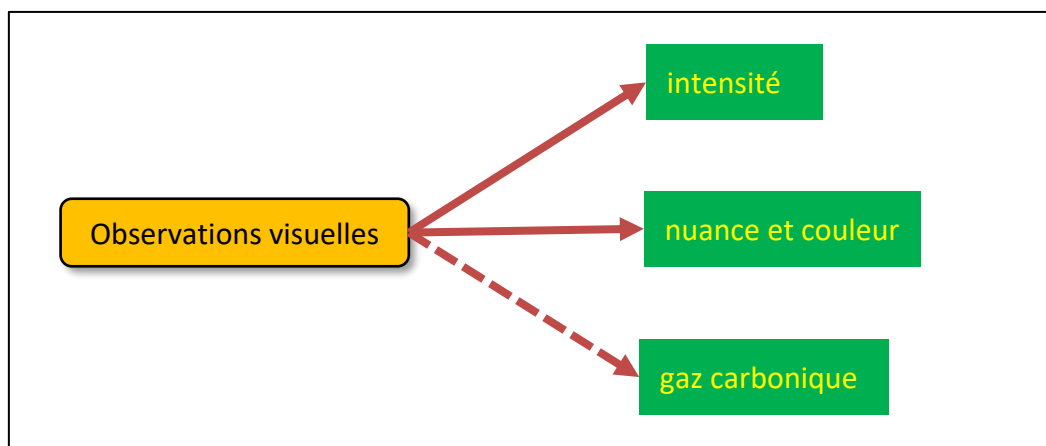 intensité
Observations visuelles
nuance et couleur
gaz carbonique